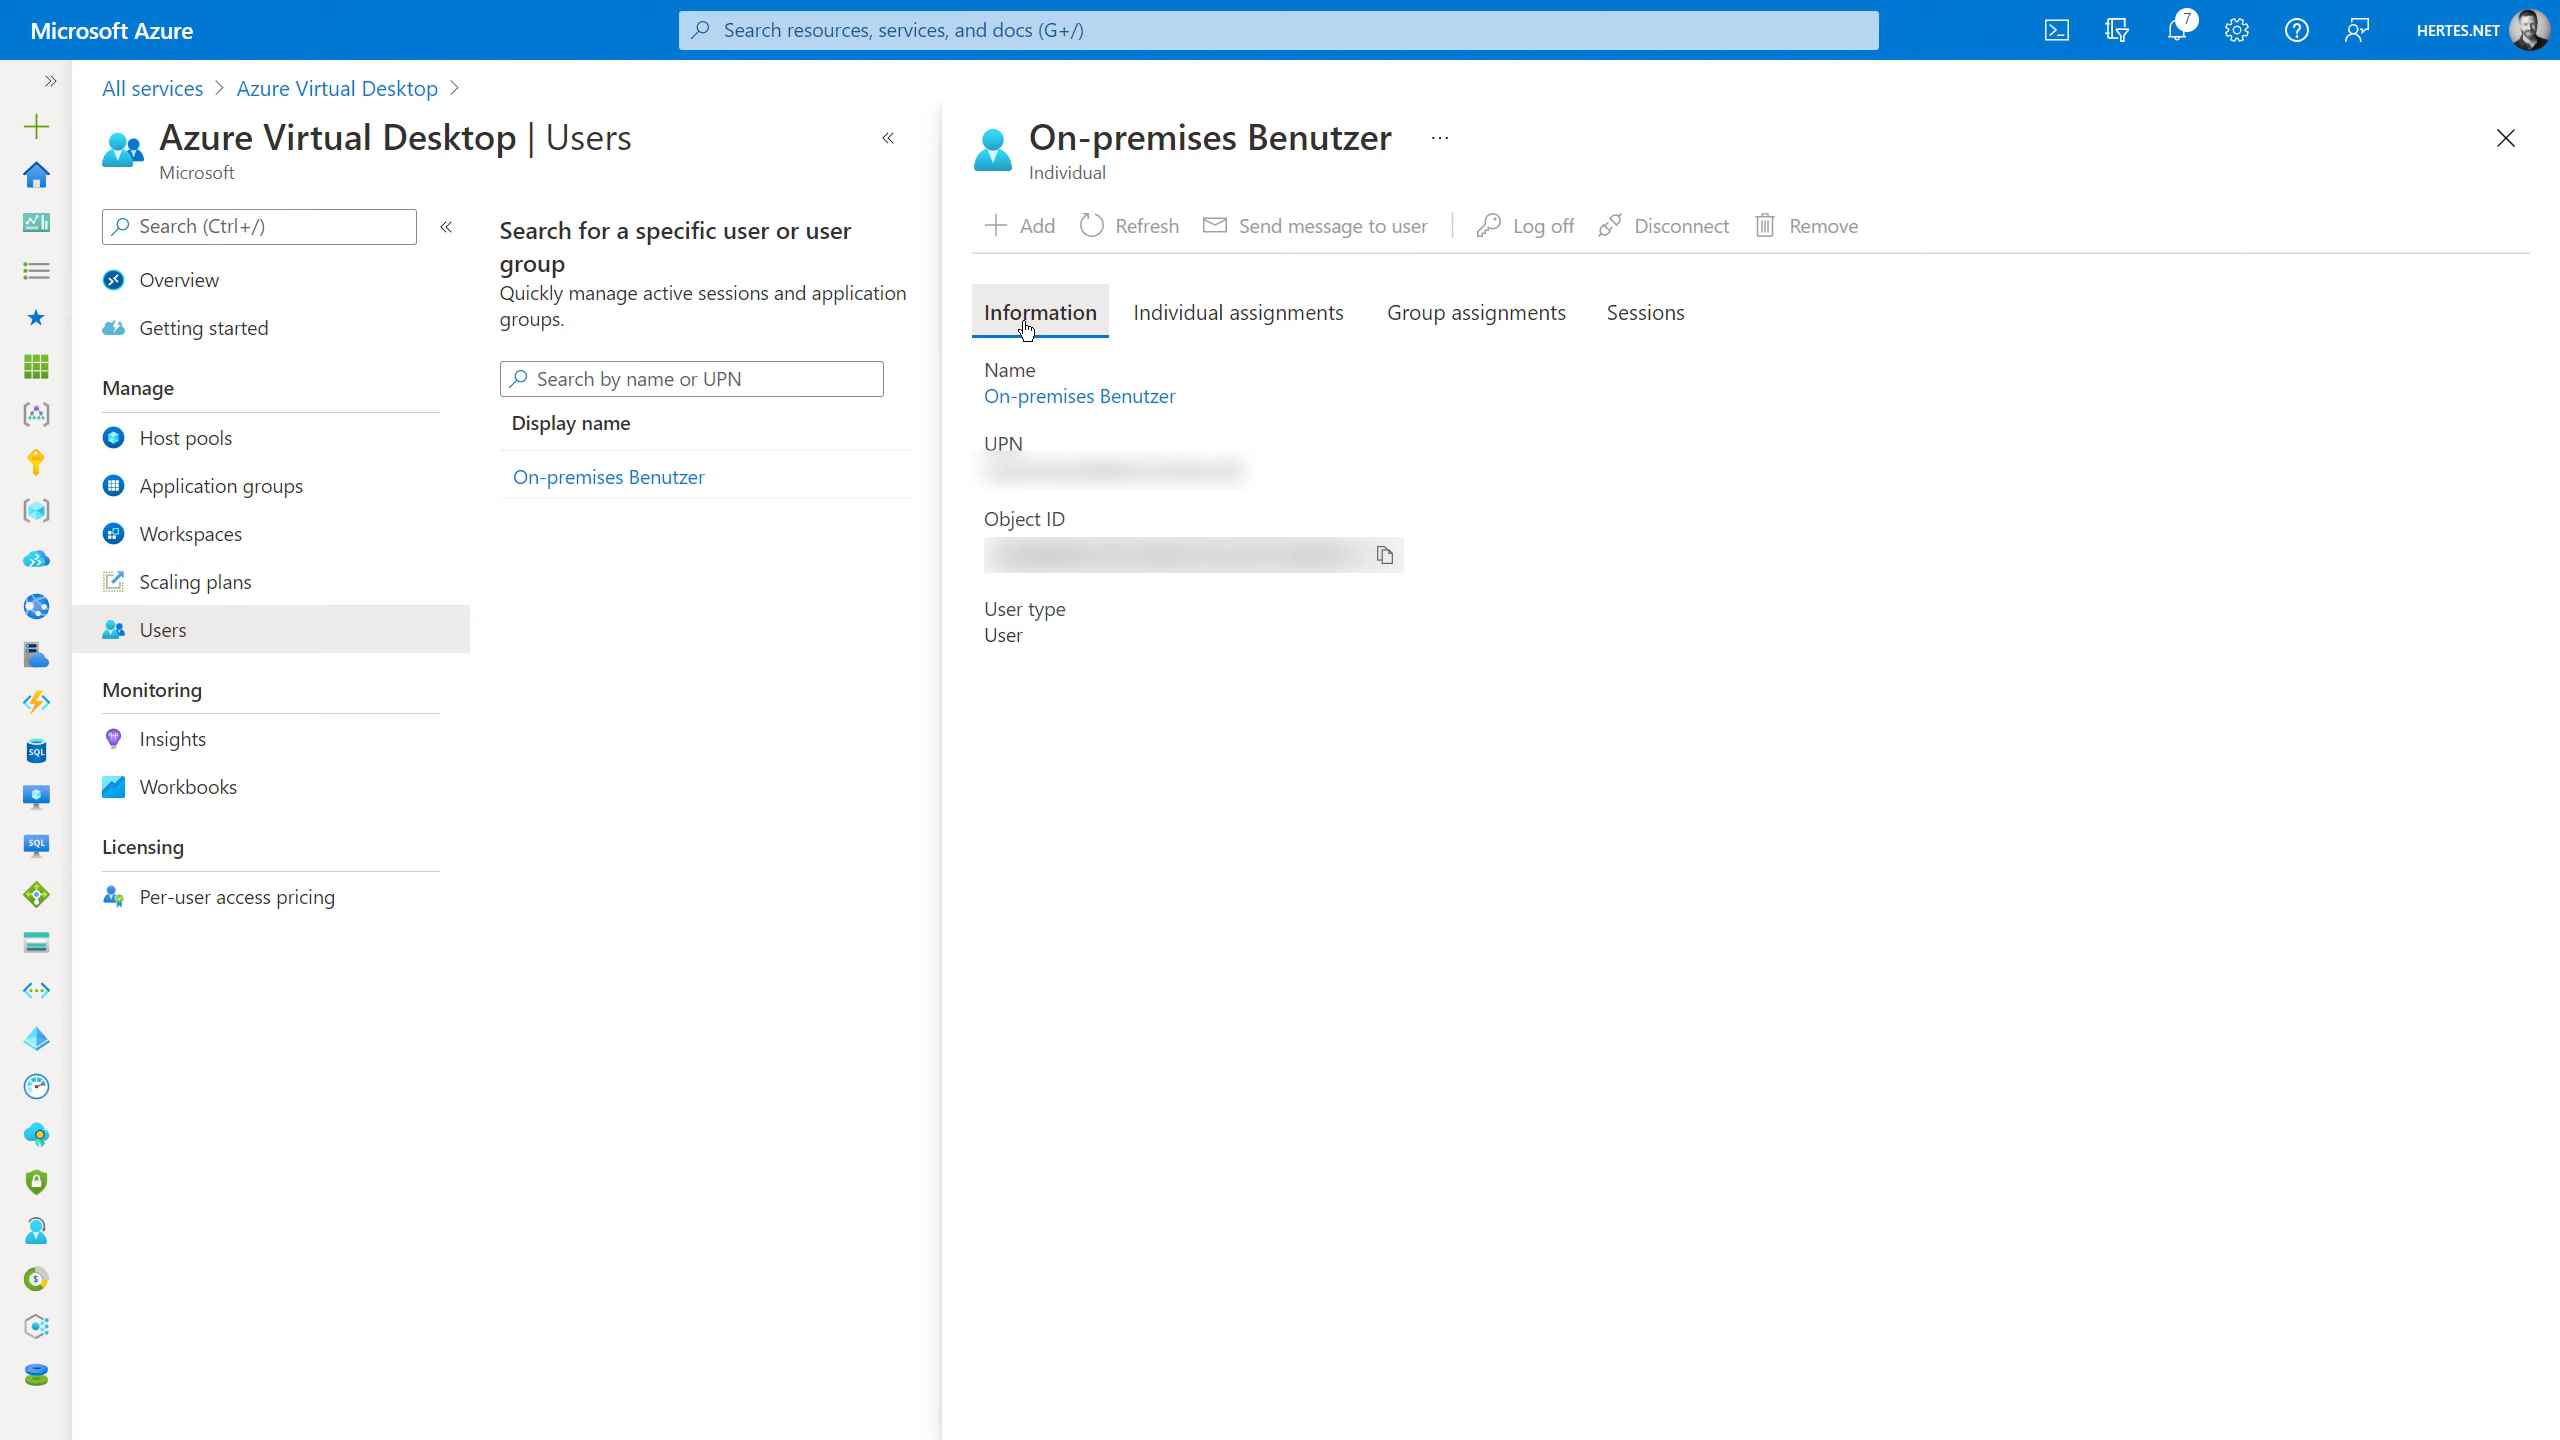 Microsoft Azure
Search resources, services, and docs (G+/)
7
HERTES.NET
All services
Azure Virtual Desktop
Azure Virtual Desktop | Users
Microsoft
Search (Ctrl+/)
Overview
Getting started
Manage
Host pools
Application groups
Workspaces
Scaling plans
Users
Monitoring
Insights
Workbooks
Licensing
Per-user access pricing
Search for a specific user or user
group
Quickly manage active sessions and application
groups.
Search by name or UPN
Display name
On-premises Benutzer
On-premises Benutzer
Individual
Add
Refresh
Send message to user
Log off
Disconnect
Remove
Information
Individual assignments
Group assignments
Sessions
Name
On-premises Benutzer
UPN
Object ID
User type
User
SQL
SQL